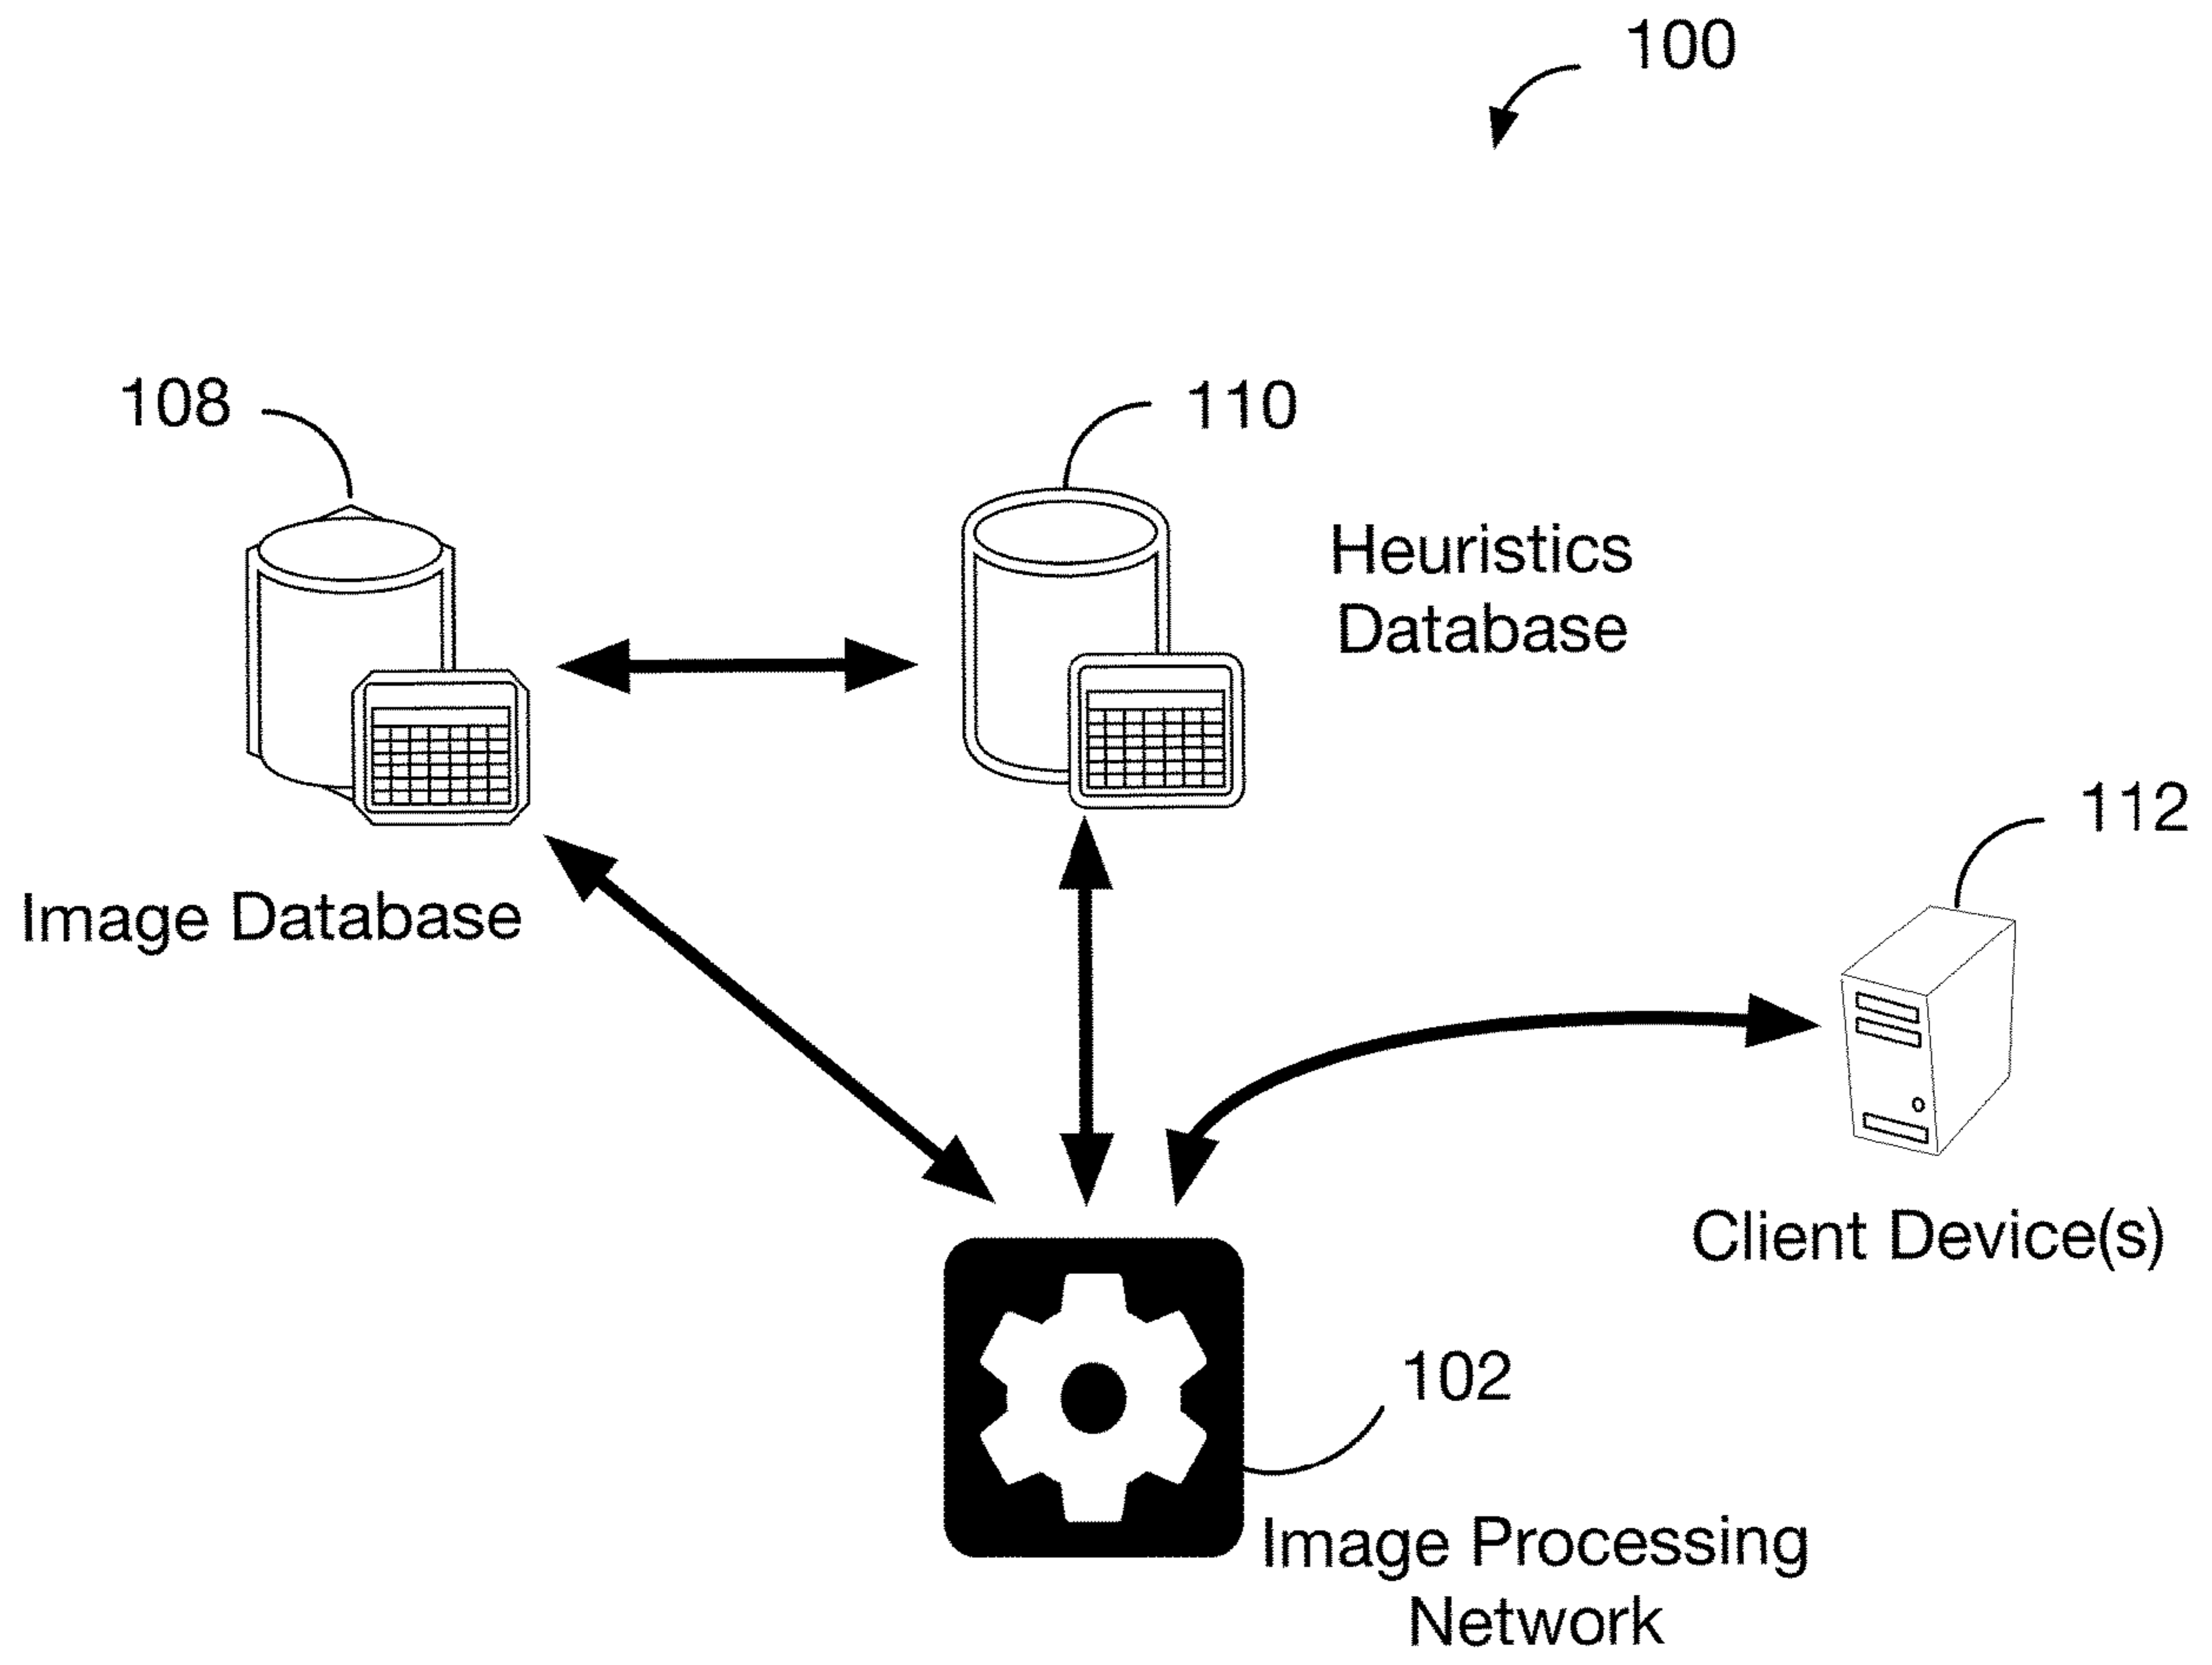 100
108
110
Heuristics
Database
112
Image Database
Client Device(s)
102
Image Processing
Network